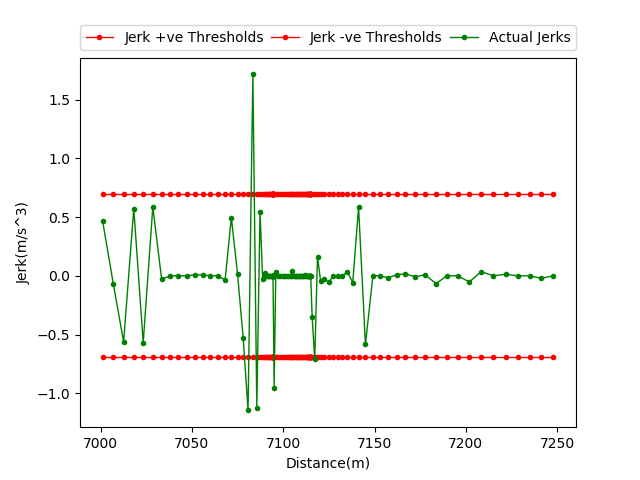 Jerk +ve Thresholds Jerk -ve Thresholds Actual Jerks
1.5
1.0
0.5
0.0
−0.5
−1.0
Jerk(m/s^3)
7000 7050 7100 7150 7200 7250
Distance(m)